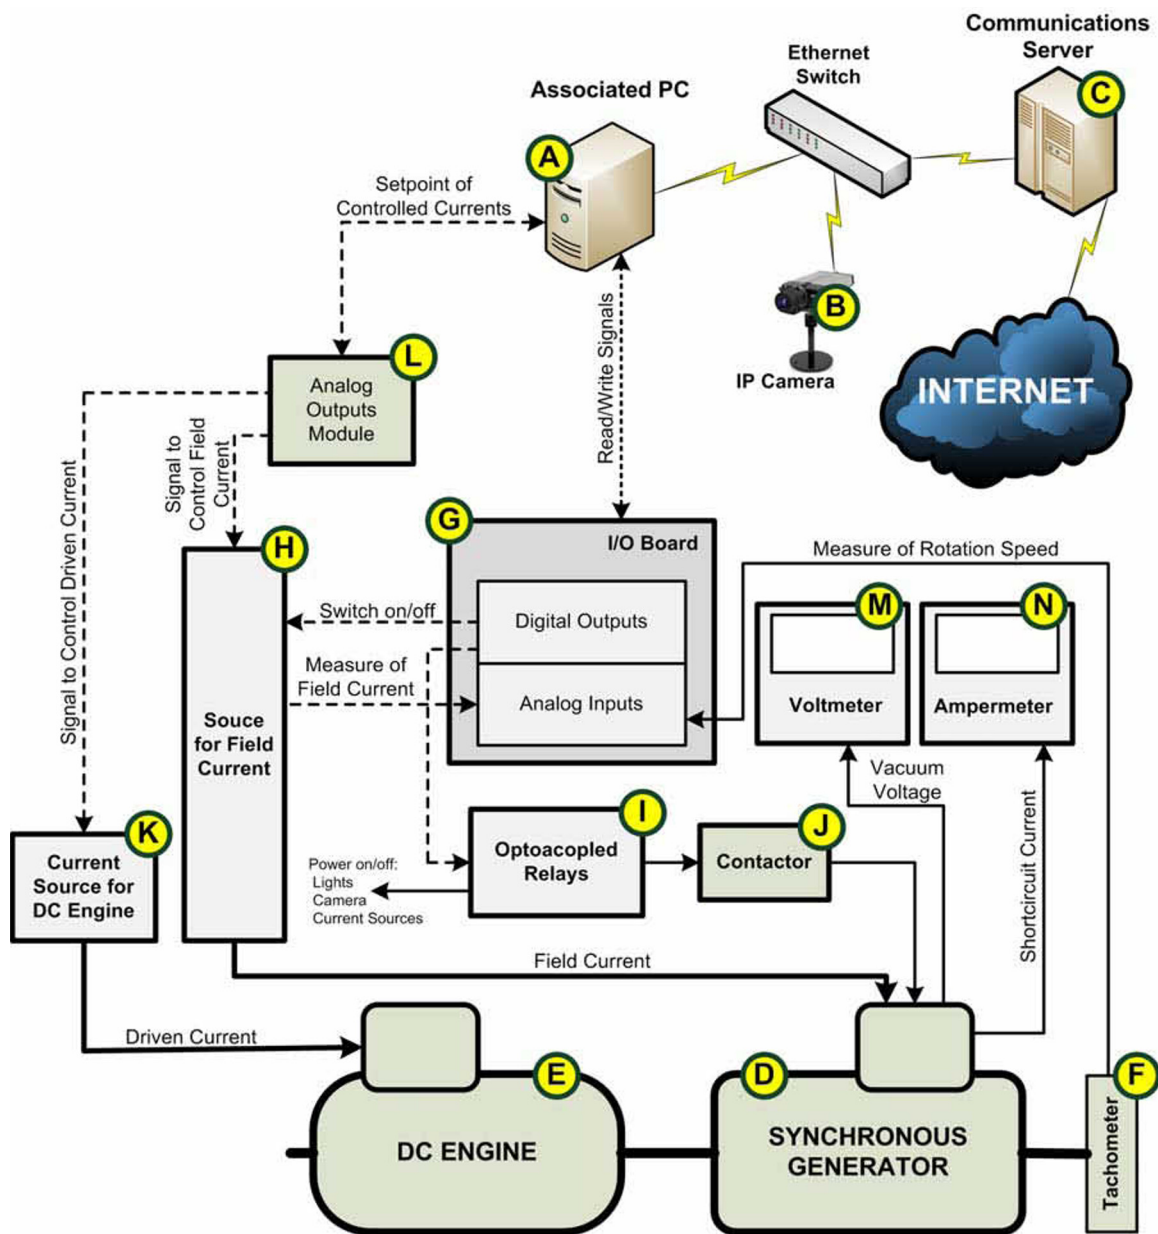 Communications
Server
Ethernet
Switch
C
Associated PC
A
Setpoint of
Controlled Currents
B
IP Camera
INTERNET
L
Analog
Outputs
Module
Read/Write Signals
Signal to
Control Field
Current
Signal to Control Driven Current
G
I/O Board
H
Measure of Rotation Speed
M
N
Switch on/off
Digital Outputs
Measure of
Field Current
Analog Inputs
Voltmeter
Ampermeter
Souce
for Field
Current
Vacuum
Voltage
Shortcircuit Current
K
I
J
Current
Source for
DC Engine
Optoacopled
Relays
Contactor
Power on/off:
Lights
Camera
Current Sources
Field Current
Driven Current
E
D
F
DC ENGINE
SYNCHRONOUS
GENERATOR
Tachometer